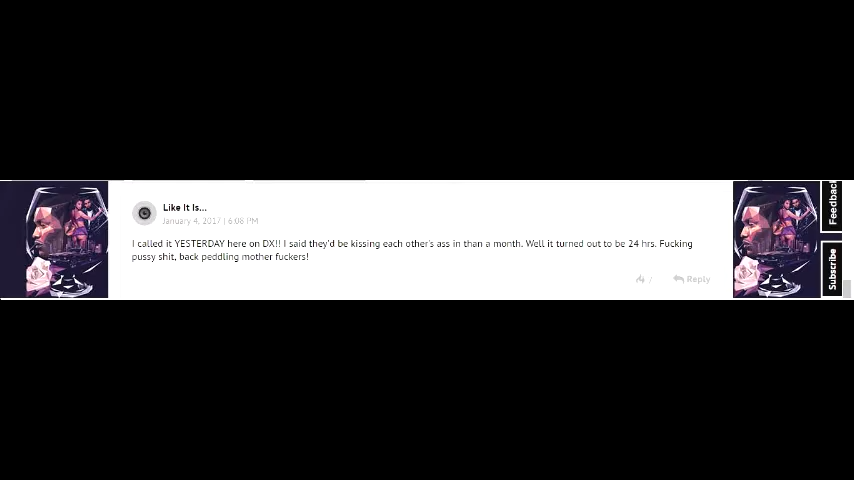 Like It Is...
January 4, 2017 | 6:08 PM
I called it YESTERDAY here on DX!! I said they'd be kissing each other's ass in than a month. Well it turned out to be 24 hrs. Fucking
pussy shit, back peddling mother fuckers!
Reply
Feedback
Subscribe